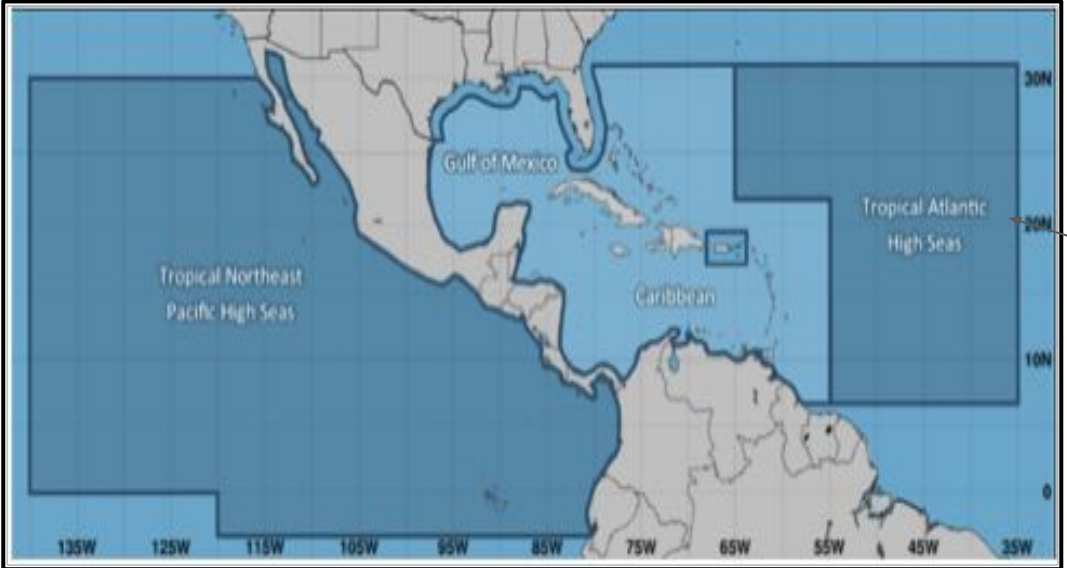 30N
Gulf of Mexico
Tropical Atlantic
20N
High Seas
Tropical Northeast
Pacific High Seas
Caribbean
10N
0
135W 125W 115W 105W 95W 85W 75W 65W 55W 45W 35W